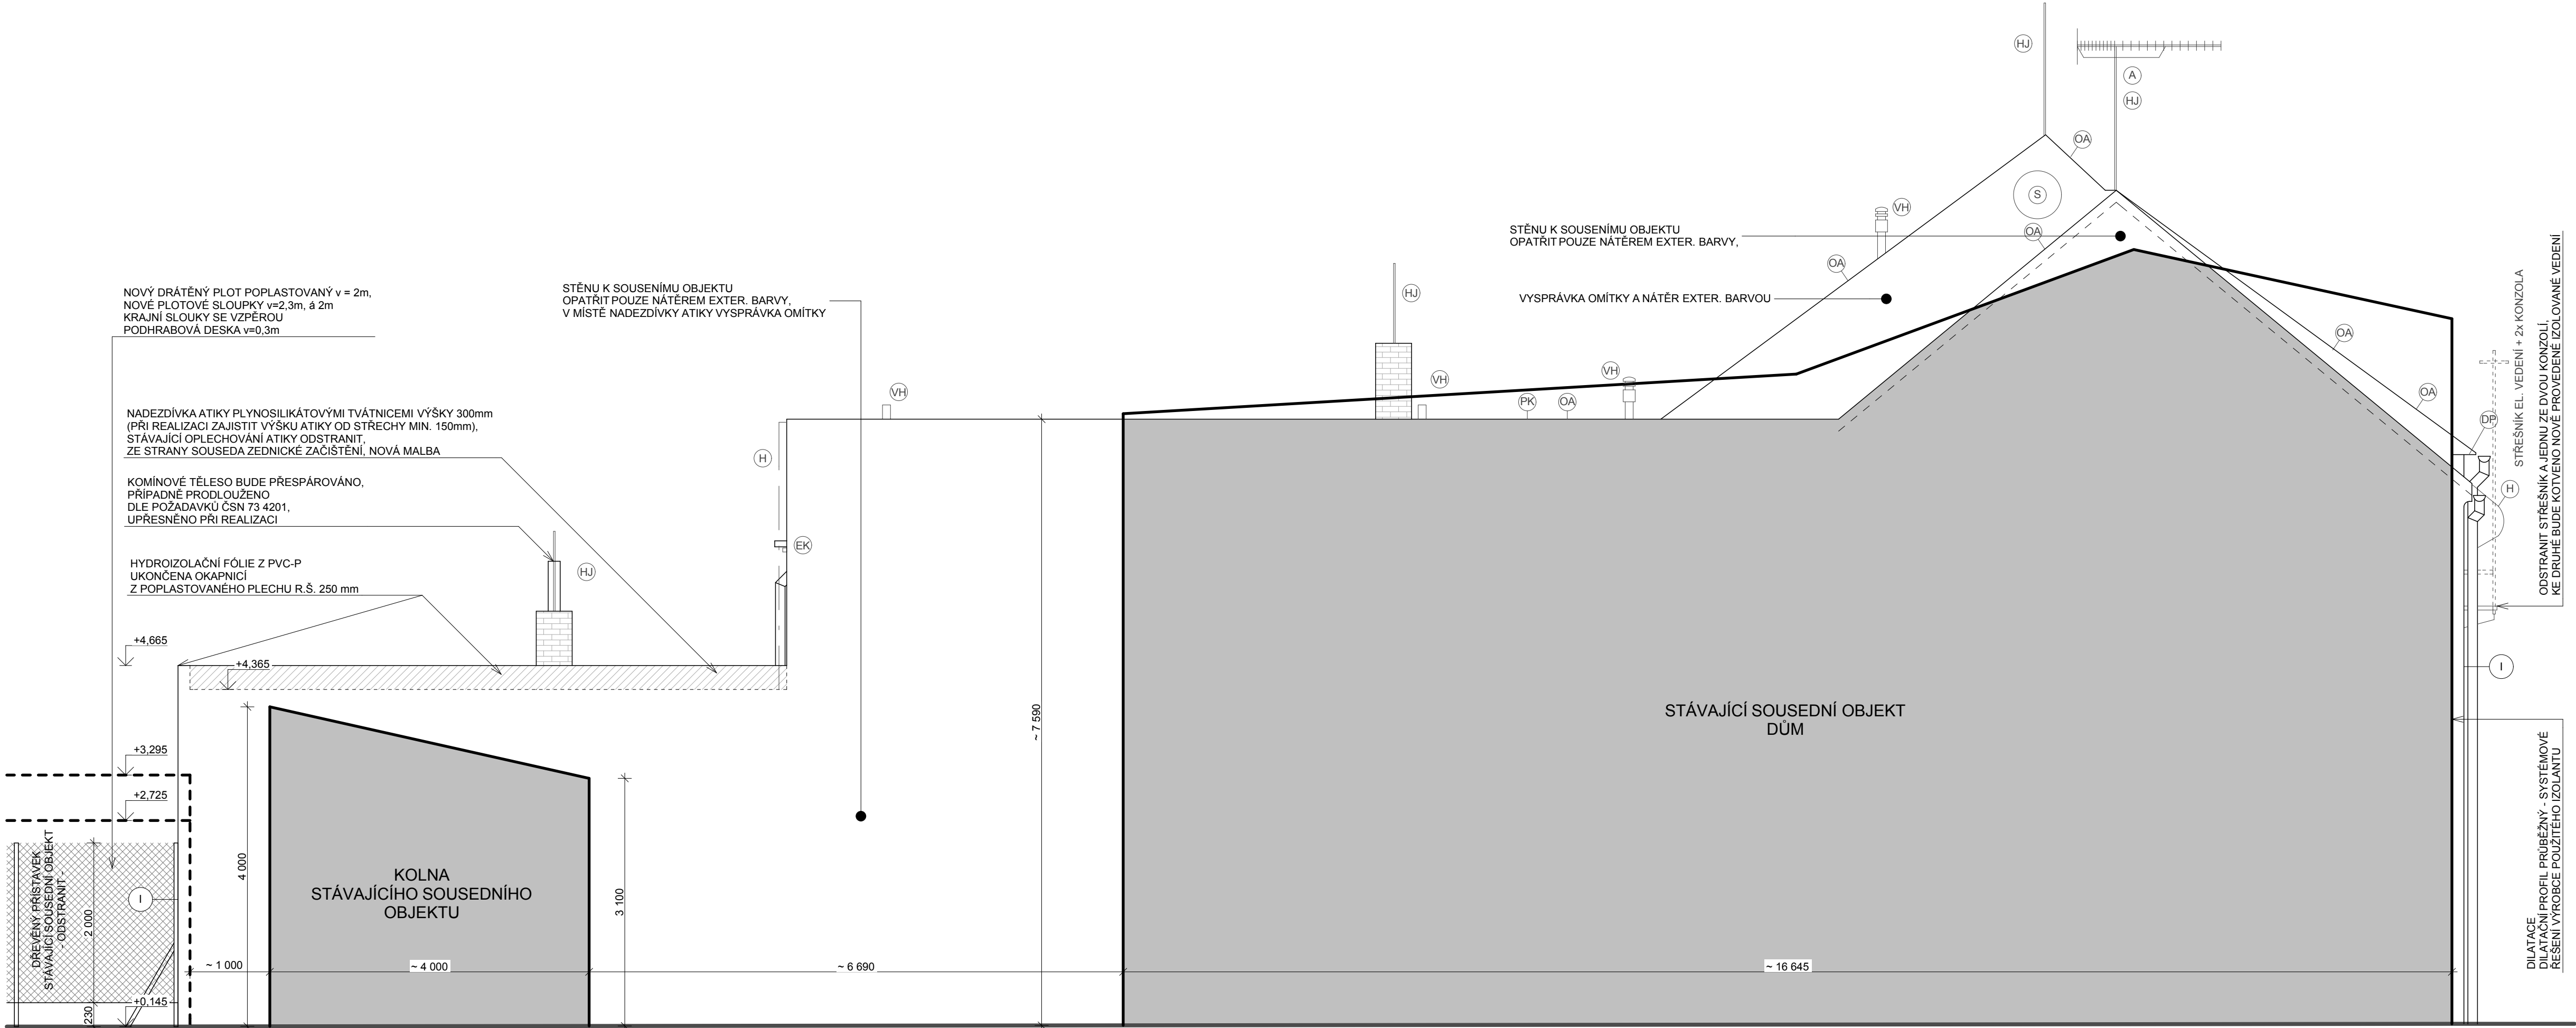 HJ
A
HJ
OA
S
VH
STĚNU K SOUSENÍMU OBJEKTU
OPATŘIT POUZE NÁTĚREM EXTER. BARVY,
OA
OA
VYSPRÁVKA OMÍTKY A NÁTĚR EXTER. BARVOU
NOVÝ DRÁTĚNÝ PLOT POPLASTOVANÝ v = 2m,
NOVÉ PLOTOVÉ SLOUPKY v=2,3m, á 2m
KRAJNÍ SLOUKY SE VZPĚROU
PODHRABOVÁ DESKA v=0,3m
STĚNU K SOUSENÍMU OBJEKTU
OPATŘIT POUZE NÁTĚREM EXTER. BARVY,
V MÍSTĚ NADEZDÍVKY ATIKY VYSPRÁVKA OMÍTKY
HJ
OA
VH
VH
VH
PK
OA
OA
DP
STŘEŠNÍK EL. VEDENÍ + 2x KONZOLA
ODSTRANIT STŘEŠNÍK A JEDNU ZE DVOU KONZOLÍ,
KE DRUHÉ BUDE KOTVENO NOVĚ PROVEDENÉ IZOLOVANÉ VEDENÍ
NADEZDÍVKA ATIKY PLYNOSILIKÁTOVÝMI TVÁTNICEMI VÝŠKY 300mm
(PŘI REALIZACI ZAJISTIT VÝŠKU ATIKY OD STŘECHY MIN. 150mm),
STÁVAJÍCÍ OPLECHOVÁNÍ ATIKY ODSTRANIT,
ZE STRANY SOUSEDA ZEDNICKÉ ZAČIŠTĚNÍ, NOVÁ MALBA
H
H
KOMÍNOVÉ TĚLESO BUDE PŘESPÁROVÁNO,
PŘÍPADNĚ PRODLOUŽENO
DLE POŽADAVKŮ ČSN 73 4201,
UPŘESNĚNO PŘI REALIZACI
EK
HYDROIZOLAČNÍ FÓLIE Z PVC-P
UKONČENA OKAPNICÍ
Z POPLASTOVANÉHO PLECHU R.Š. 250 mm
HJ
+4,665
+4,365
I
~ 7 590
STÁVAJÍCÍ SOUSEDNÍ OBJEKT
DŮM
+3,295
+2,725
DŘEVĚNÝ PŘÍSTAVEK
STÁVAJÍCÍ SOUSEDNÍ OBJEKT
- ODSTRANIT -
2 000
I
4 000
KOLNA
STÁVAJÍCÍHO SOUSEDNÍHO
OBJEKTU
3 100
DILATACE
DILATAČNÍ PROFIL PRŮBĚŽNÝ - SYSTÉMOVÉ
ŘEŠENÍ VÝROBCE POUŽITÉHO IZOLANTU
~ 1 000
~ 4 000
~ 6 690
~ 16 645
+0,145
230